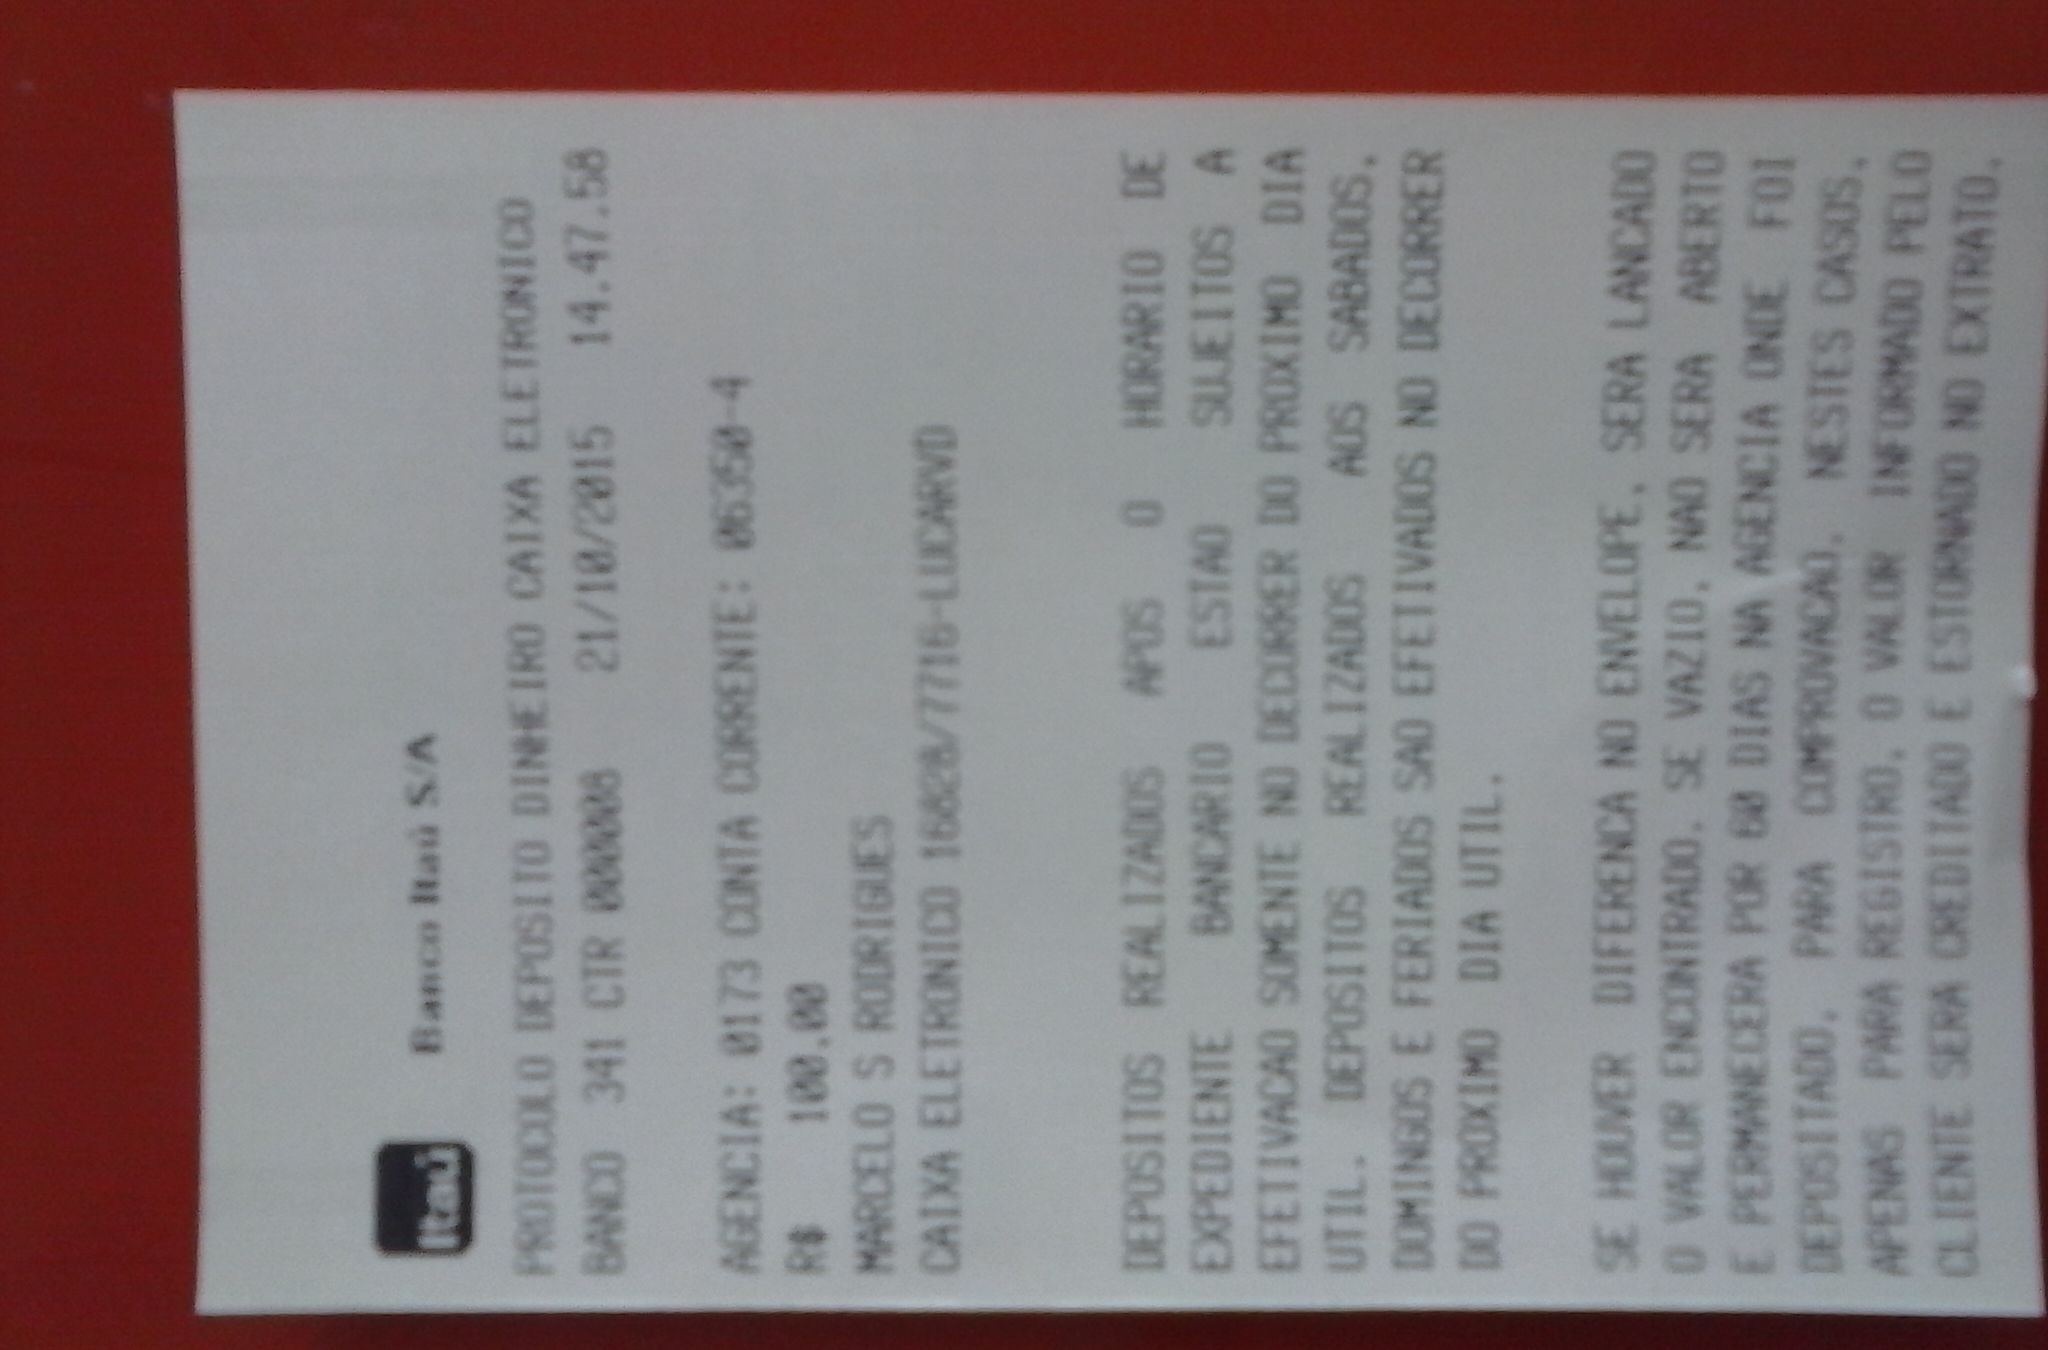 Itaú Banco Itaú S/A
PROTOCOLO DEPOSITO DINHEIRO CAIXA ELETRONICO
BANCO 341 CTR 000008 21/10/2015 14.47.58
AGENCIA: 0173 CONTA CORRENTE: 06350-4
R$ 100,00
MARCELO S RODRIGUES
CAIXA ELETRONICO 16828/7716-LUCARVD
DEPOSITOS REALIZADOS APOS O HORARIO DE
EXPEDIENTE BANCARIO ESTAO SUJEITOS A
EFETIVACAO SOMENTE NO DECORRER DO PROXIMO DIA
UTIL. DEPOSITOS REALIZADOS AOS SABADOS,
DOMINGOS E FERIADOS SAO EFETIVADOS NO DECORRER
DO PROXIMO DIA UTIL.
SE HOUVER DIFERENCA NO ENVELOPE, SERA LANCADO
O VALOR ENCONTRADO. SE VAZIO, NAO SERA ABERTO
E PERMANECERA POR 60 DIAS NA AGENCIA ONDE FOI
DEPOSITADO, PARA COMPROVACAO. NESTES CASOS,
APENAS PARA REGISTRO, O VALOR INFORMADO PELO
CLIENTE SERA CREDITADO E ESTORNADO NO EXTRATO.